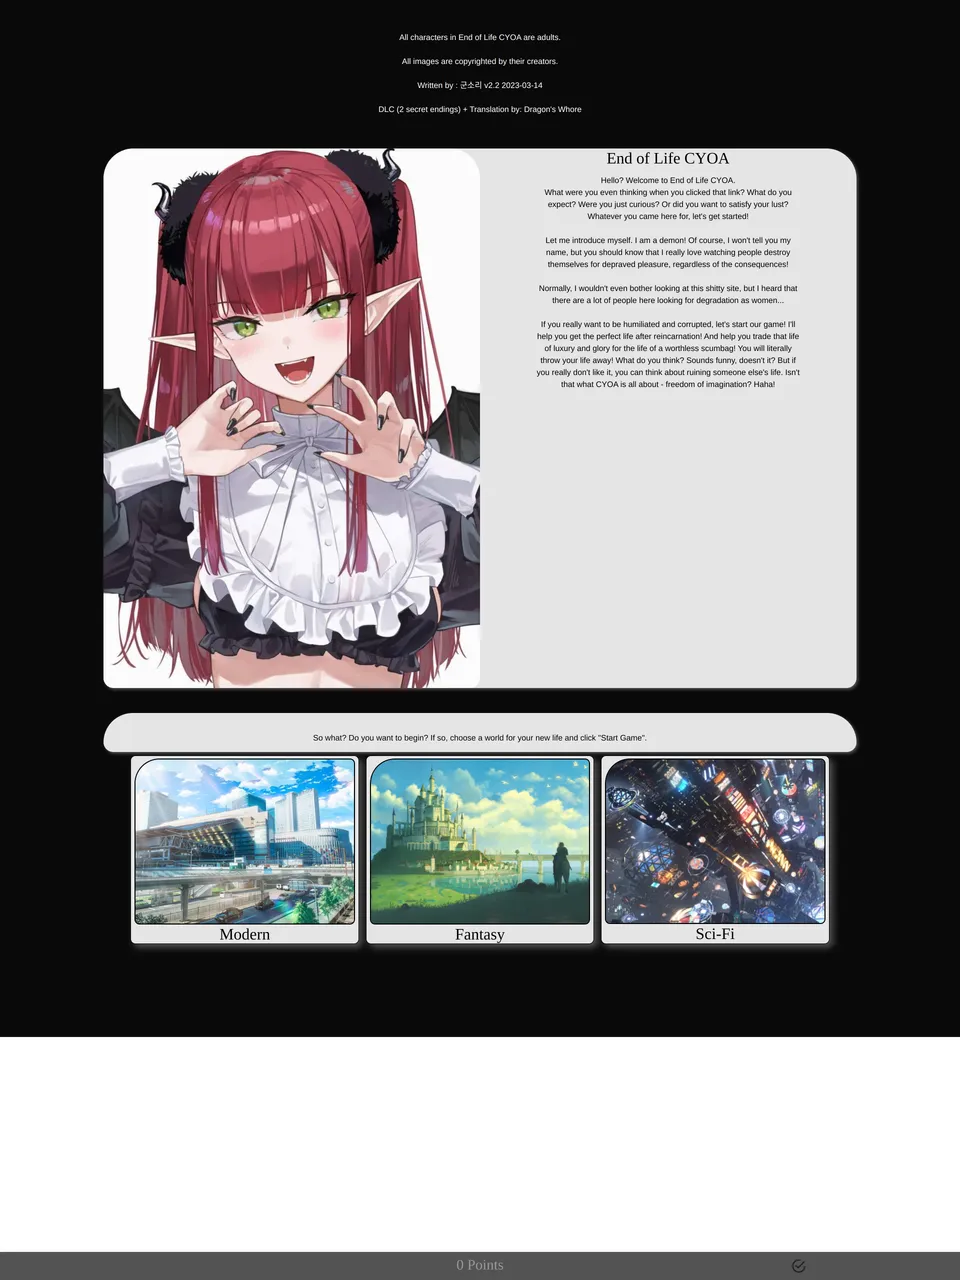 All characters in End of Life CYOA are adults.
All images are copyrighted by their creators.
Written by : 군소리 v2.2 2023-03-14
DLC (2 secret endings) + Translation by: Dragon's Whore
End of Life CYOA
Hello? Welcome to End of Life CYOA.
What were you even thinking when you clicked that link? What do you
expect? Were you just curious? Or did you want to satisfy your lust?
Whatever you came here for, let's get started!
Let me introduce myself. I am a demon! Of course, I won't tell you my
name, but you should know that I really love watching people destroy
themselves for depraved pleasure, regardless of the consequences!
Normally, I wouldn't even bother looking at this shitty site, but I heard that
there are a lot of people here looking for degradation as women...
If you really want to be humiliated and corrupted, let's start our game! I'll
help you get the perfect life after reincarnation! And help you trade that life
of luxury and glory for the life of a worthless scumbag! You will literally
throw your life away! What do you think? Sounds funny, doesn't it? But if
you really don't like it, you can think about ruining someone else's life. Isn't
that what CYOA is all about - freedom of imagination? Haha!
So what? Do you want to begin? If so, choose a world for your new life and click "Start Game".
Modern
Fantasy
Sci-Fi
0 Points